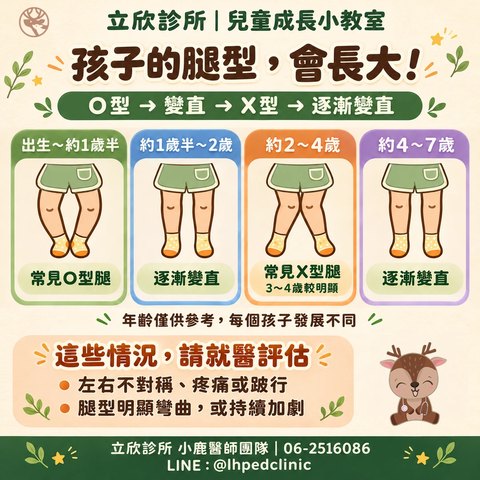 立欣診所｜兒童成長小教室
孩子的腿型，會長大!
O型 → 變直 → X型 → 逐漸變直
出生～約1歲半
常見O型腿
約1歲半～2歲
逐漸變直
約2～4歲
常見X型腿
3～4歲較明顯
約4～7歲
逐漸變直
年齡僅供參考，每個孩子發展不同
這些情況，請就醫評估
• 左右不對稱、疼痛或跛行
• 腿型明顯彎曲，或持續加劇
立欣診所 小鹿醫師團隊｜06-2516086
LINE：@lhpedclinic